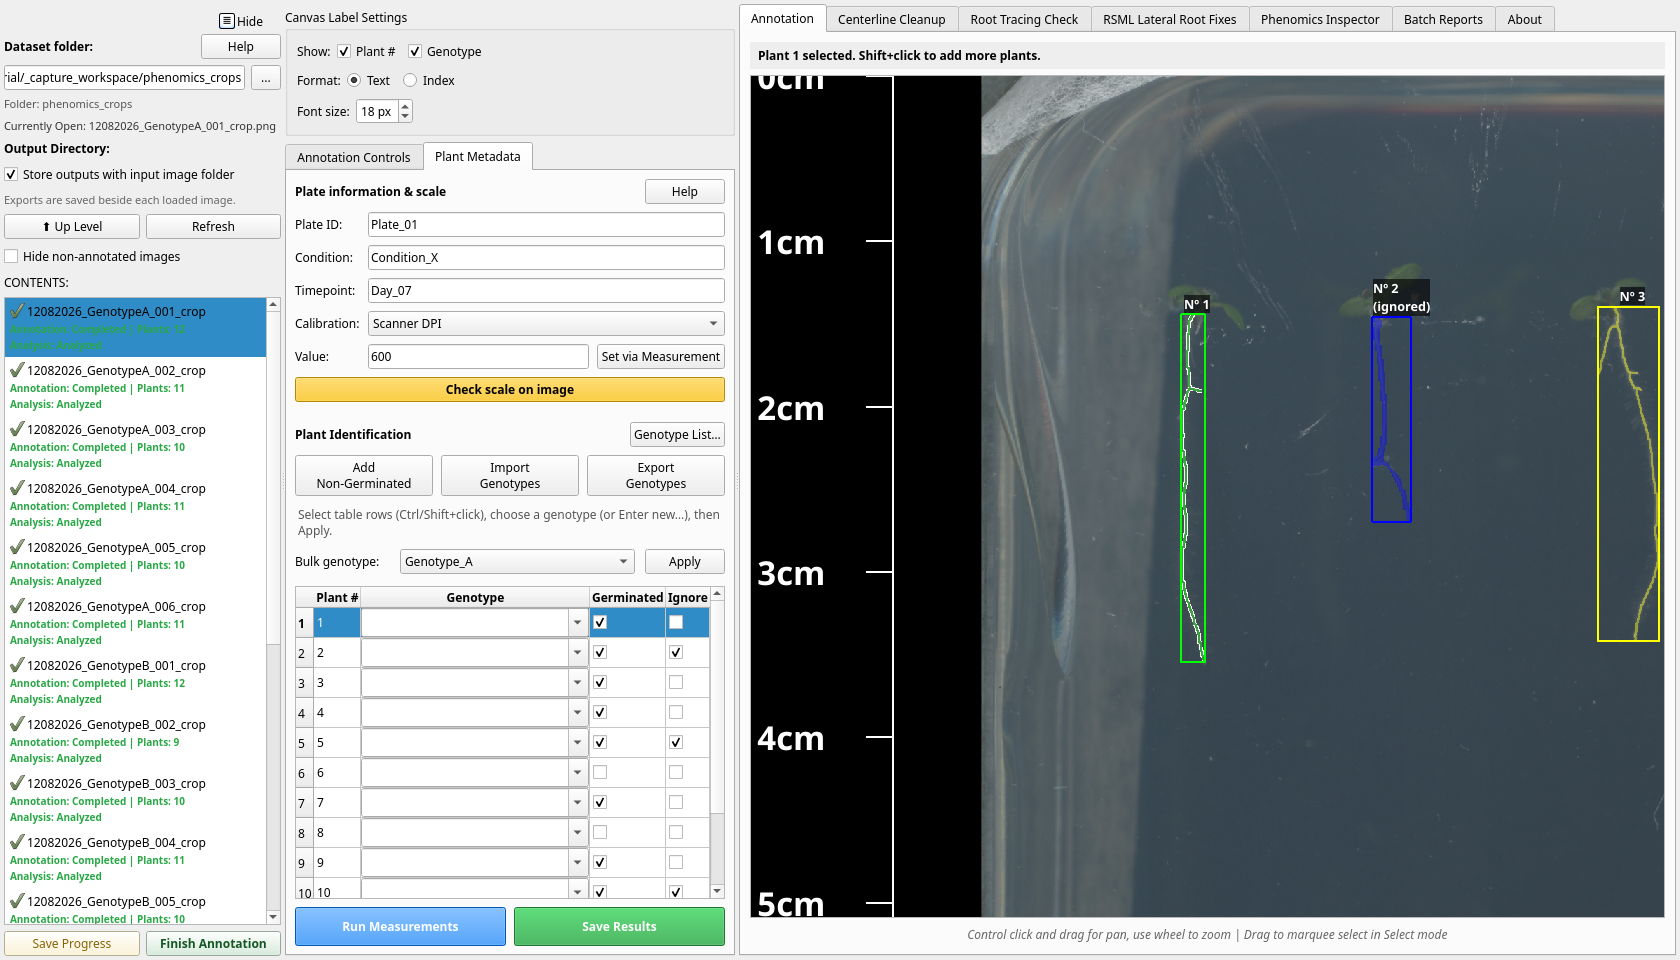 Hide
Dataset folder:
Help
rial/_capture_workspace/phenomics_crops
...
Folder: phenomics_crops
Currently Open: 12082026_GenotypeA_001_crop.png
Output Directory:
Store outputs with input image folder
Exports are saved beside each loaded image.
Up Level
Refresh
Hide non-annotated images
CONTENTS:
12082026_GenotypeA_001_crop
Annotation: Completed | Plants: 12
Analysis: Analyzed
12082026_GenotypeA_002_crop
Annotation: Completed | Plants: 11
Analysis: Analyzed
12082026_GenotypeA_003_crop
Annotation: Completed | Plants: 10
Analysis: Analyzed
12082026_GenotypeA_004_crop
Annotation: Completed | Plants: 11
Analysis: Analyzed
12082026_GenotypeA_005_crop
Annotation: Completed | Plants: 10
Analysis: Analyzed
12082026_GenotypeA_006_crop
Annotation: Completed | Plants: 11
Analysis: Analyzed
12082026_GenotypeB_001_crop
Annotation: Completed | Plants: 12
Analysis: Analyzed
12082026_GenotypeB_002_crop
Annotation: Completed | Plants: 9
Analysis: Analyzed
12082026_GenotypeB_003_crop
Annotation: Completed | Plants: 10
Analysis: Analyzed
12082026_GenotypeB_004_crop
Annotation: Completed | Plants: 11
Analysis: Analyzed
12082026_GenotypeB_005_crop
Annotation: Completed | Plants: 10
Save Progress
Finish Annotation
Canvas Label Settings
Show: Plant # Genotype
Format: Text Index
Font size: 18 px
Annotation Controls
Plant Metadata
Plate information & scale
Help
Plate ID: Plate_01
Condition: Condition_X
Timepoint: Day_07
Calibration: Scanner DPI
Value: 600
Set via Measurement
Check scale on image
Plant Identification
Genotype List...
Add
Non-Germinated
Import
Genotypes
Export
Genotypes
Select table rows (Ctrl/Shift+click), choose a genotype (or Enter new...), then
Apply.
Bulk genotype: Genotype_A
Apply
Plant # Genotype Germinated Ignore
1 1
2 2
3 3
4 4
5 5
6 6
7 7
8 8
9 9
10 10
Run Measurements
Save Results
Annotation
Centerline Cleanup
Root Tracing Check
RSML Lateral Root Fixes
Phenomics Inspector
Batch Reports
About
Plant 1 selected. Shift+click to add more plants.
0cm
1cm
2cm
3cm
4cm
5cm
Nº 1
Nº 2
(ignored)
Nº 3
Control click and drag for pan, use wheel to zoom | Drag to marquee select in Select mode